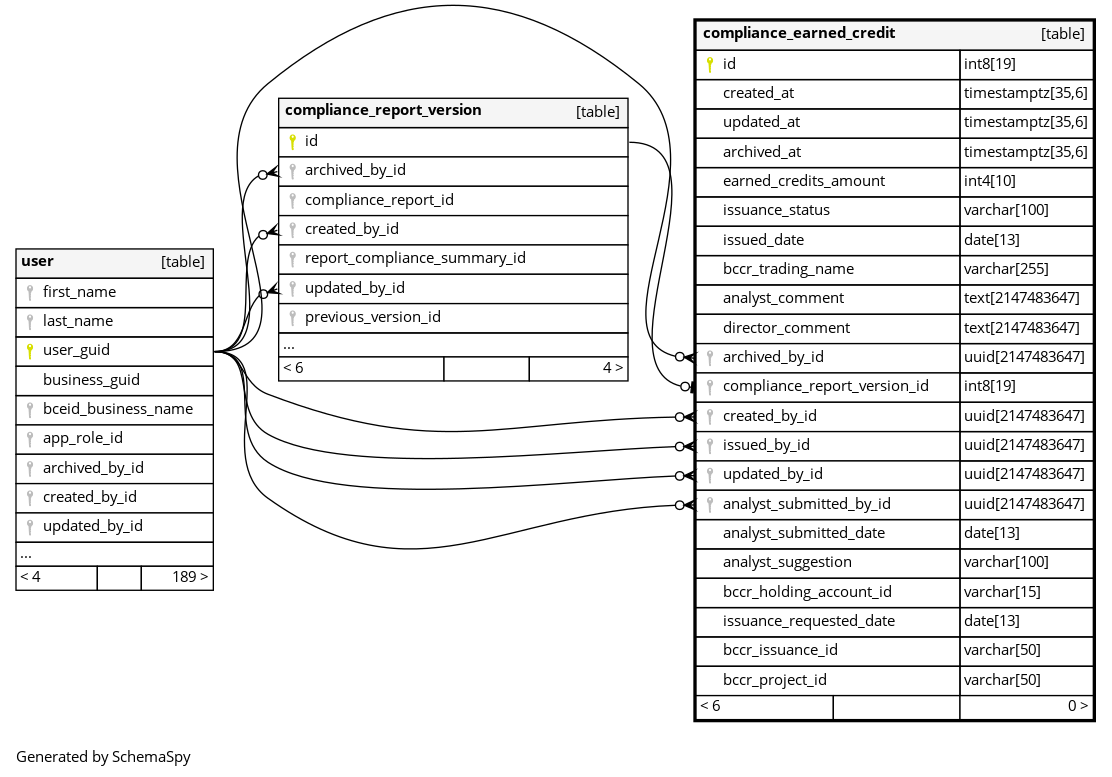 user [table]
first_name
last_name
user_guid
business_guid
bceid_business_name
app_role_id
archived_by_id
created_by_id
updated_by_id
...
< 4 189 >
compliance_report_version [table]
id
archived_by_id
compliance_report_id
created_by_id
report_compliance_summary_id
updated_by_id
previous_version_id
...
< 6 4 >
compliance_earned_credit [table]
id int8[19]
created_at timestamptz[35,6]
updated_at timestamptz[35,6]
archived_at timestamptz[35,6]
earned_credits_amount int4[10]
issuance_status varchar[100]
issued_date date[13]
bccr_trading_name varchar[255]
analyst_comment text[2147483647]
director_comment text[2147483647]
archived_by_id uuid[2147483647]
compliance_report_version_id int8[19]
created_by_id uuid[2147483647]
issued_by_id uuid[2147483647]
updated_by_id uuid[2147483647]
analyst_submitted_by_id uuid[2147483647]
analyst_submitted_date date[13]
analyst_suggestion varchar[100]
bccr_holding_account_id varchar[15]
issuance_requested_date date[13]
bccr_issuance_id varchar[50]
bccr_project_id varchar[50]
< 6 0 >
Generated by SchemaSpy